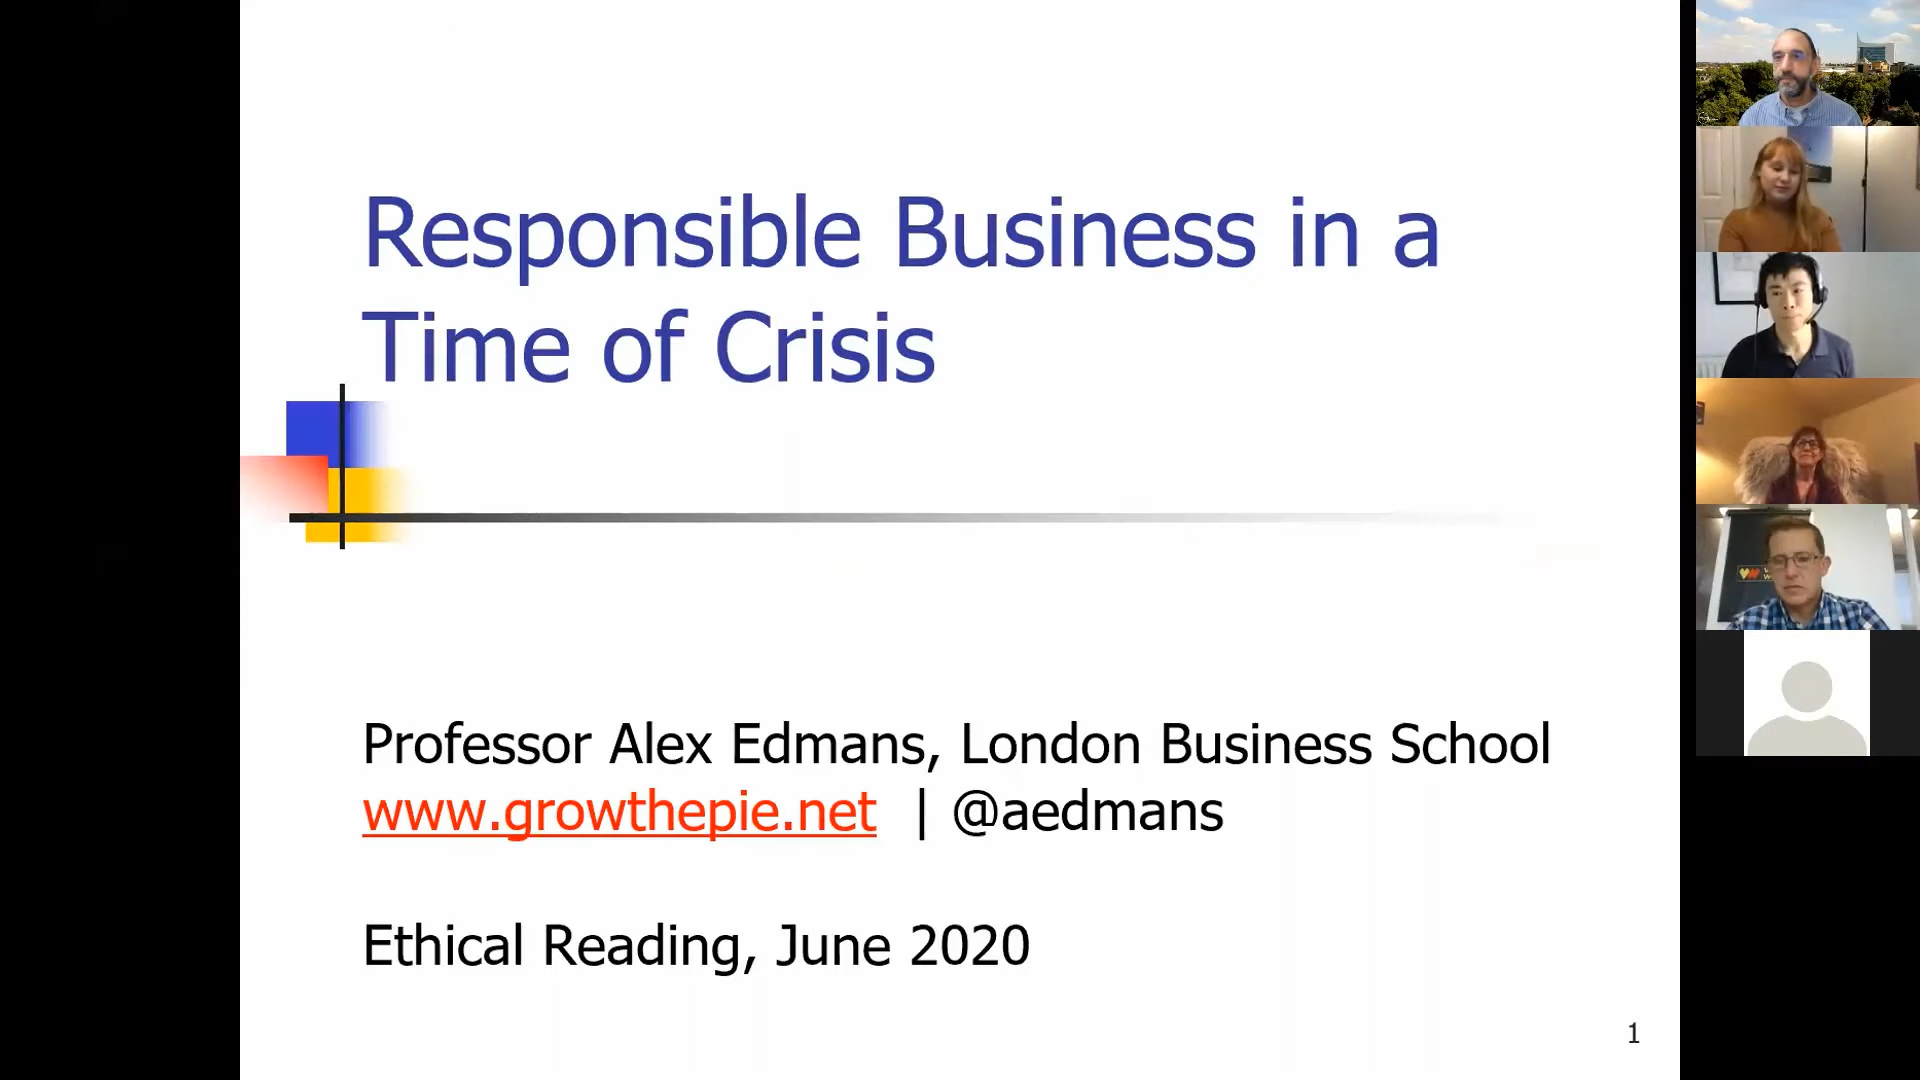 Responsible Business in a
Time of Crisis
Professor Alex Edmans, London Business School
www.growthepie.net | @aedmans
Ethical Reading, June 2020
1